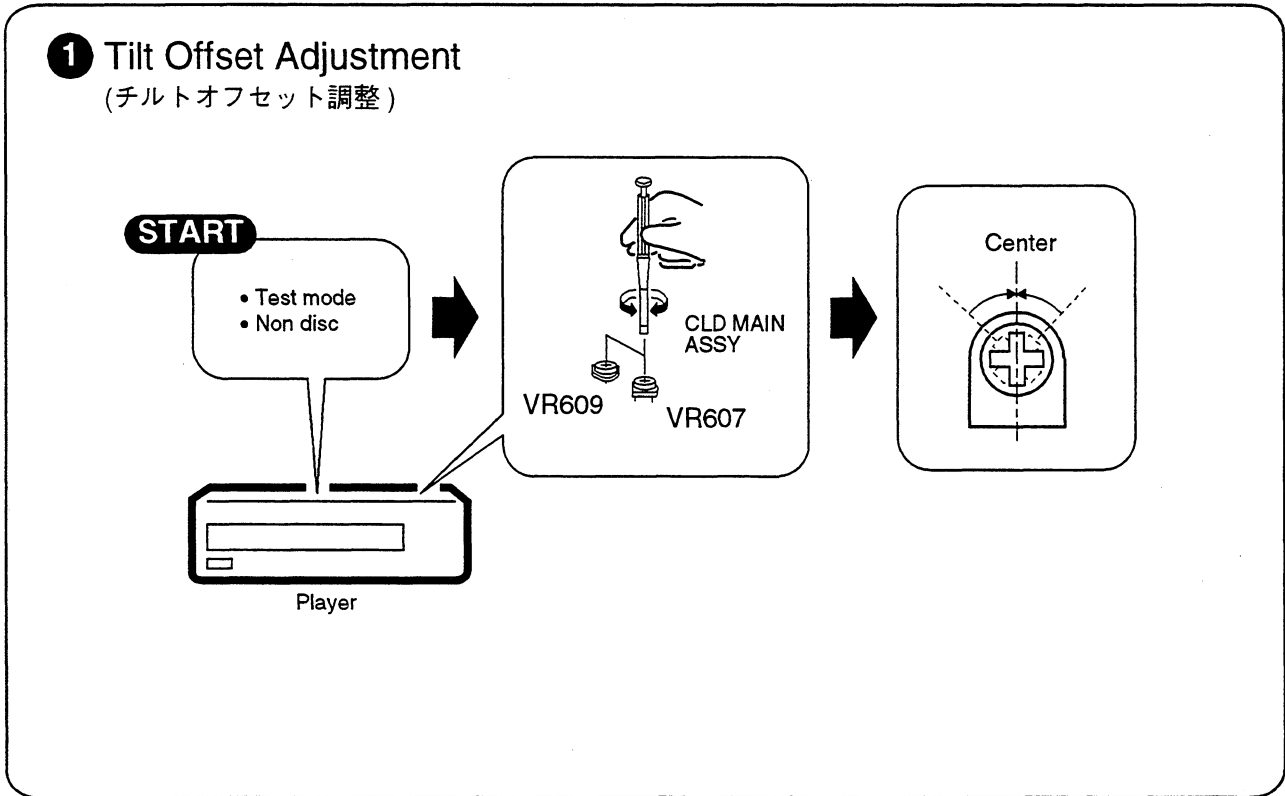 1 Tilt Offset Adjustment
(チルトオフセット調整)
START
• Test mode
• Non disc
CLD MAIN
ASSY
VR609
VR607
Center
Player